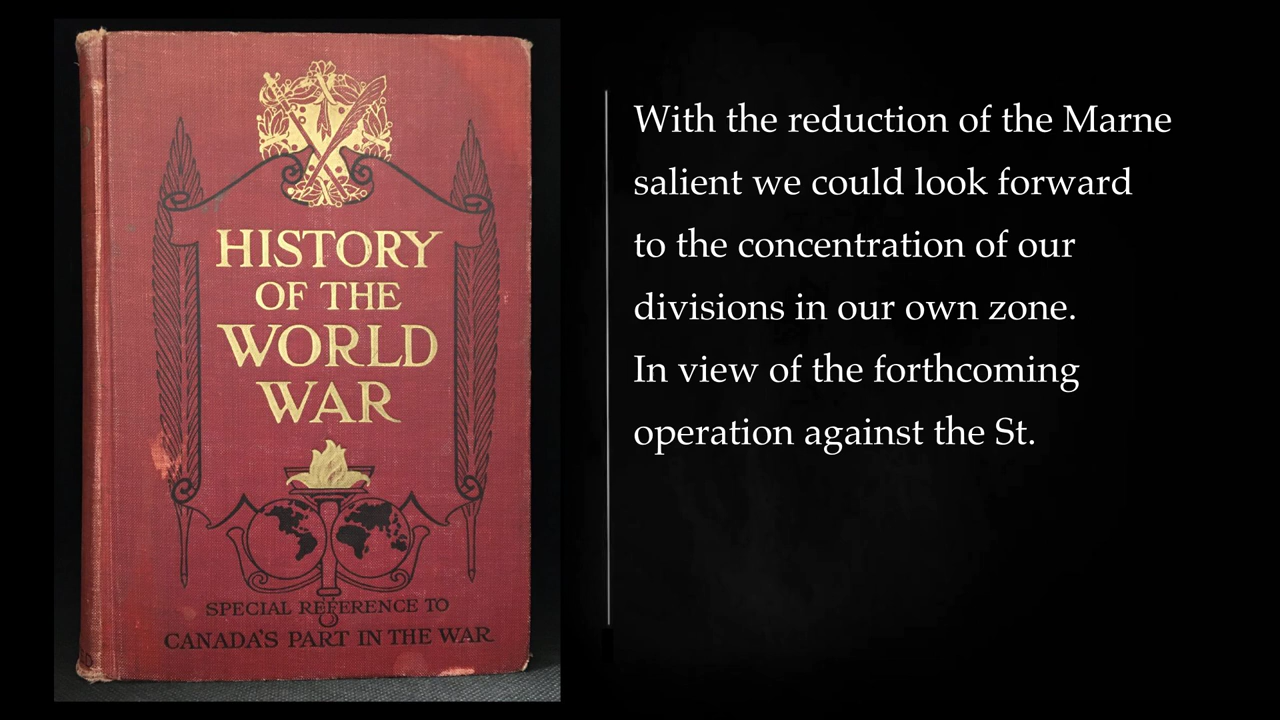 HISTORY
OF THE
WORLD
WAR
SPECIAL REFERENCE TO
CANADA'S PART IN THE WAR
With the reduction of the Marne
salient we could look forward
to the concentration of our
divisions in our own zone.
In view of the forthcoming
operation against the St.